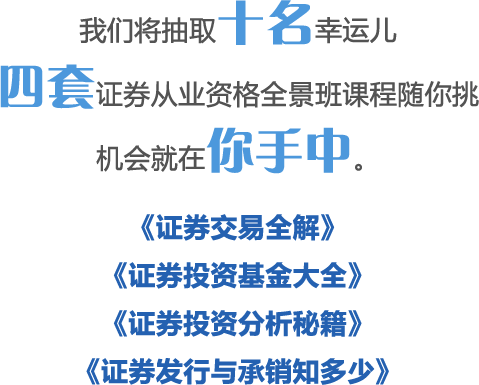 我们将抽取十名幸运儿
四套证券从业资格全景班课程随你挑
机会就在你手中。
《证券交易全解》
《证券投资基金大全》
《证券投资分析秘籍》
《证券发行与承销知多少》